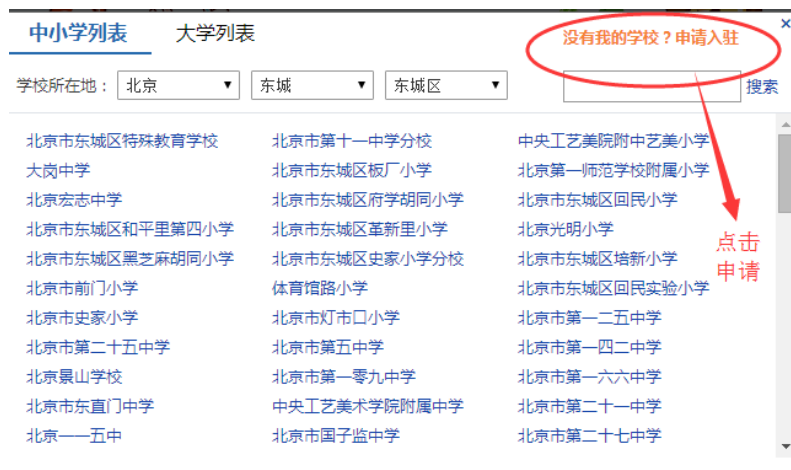 中小学列表 大学列表 没有我的学校？申请入驻 ×
学校所在地： 北京 东城 东城区 搜索
北京市东城区特殊教育学校 北京市第十一中学分校 中央工艺美院附中艺美小学
大岗中学 北京市东城区板厂小学 北京第一师范学校附属小学
北京宏志中学 北京市东城区府学胡同小学 北京市东城区回民小学
北京市东城区和平里第四小学 北京市东城区革新里小学 北京光明小学
北京市东城区黑芝麻胡同小学 北京市东城区史家小学分校 北京市东城区培新小学
点击
申请
北京市前门小学 体育馆路小学 北京市东城区回民实验小学
北京市史家小学 北京市灯市口小学 北京市第一二五中学
北京市第二十五中学 北京市第五中学 北京市第一四二中学
北京景山学校 北京市第一零九中学 北京市第一六六中学
北京市东直门中学 中央工艺美术学院附属中学 北京市第二十一中学
北京一一五中 北京市国子监中学 北京市第二十七中学